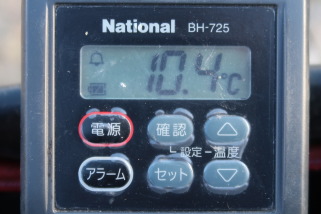 National BH-725
10.4℃
電源 確認 △
設定-温度
アラーム セット ▽